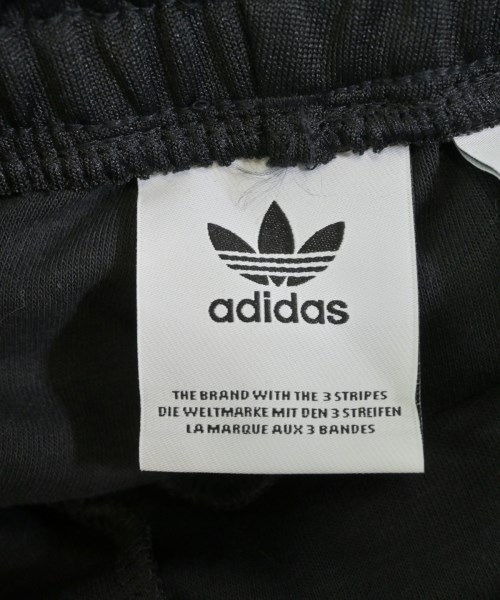 adidas
THE BRAND WITH THE 3 STRIPES
DIE WELTMARKE MIT DEN 3 STREIFEN
LA MARQUE AUX 3 BANDES